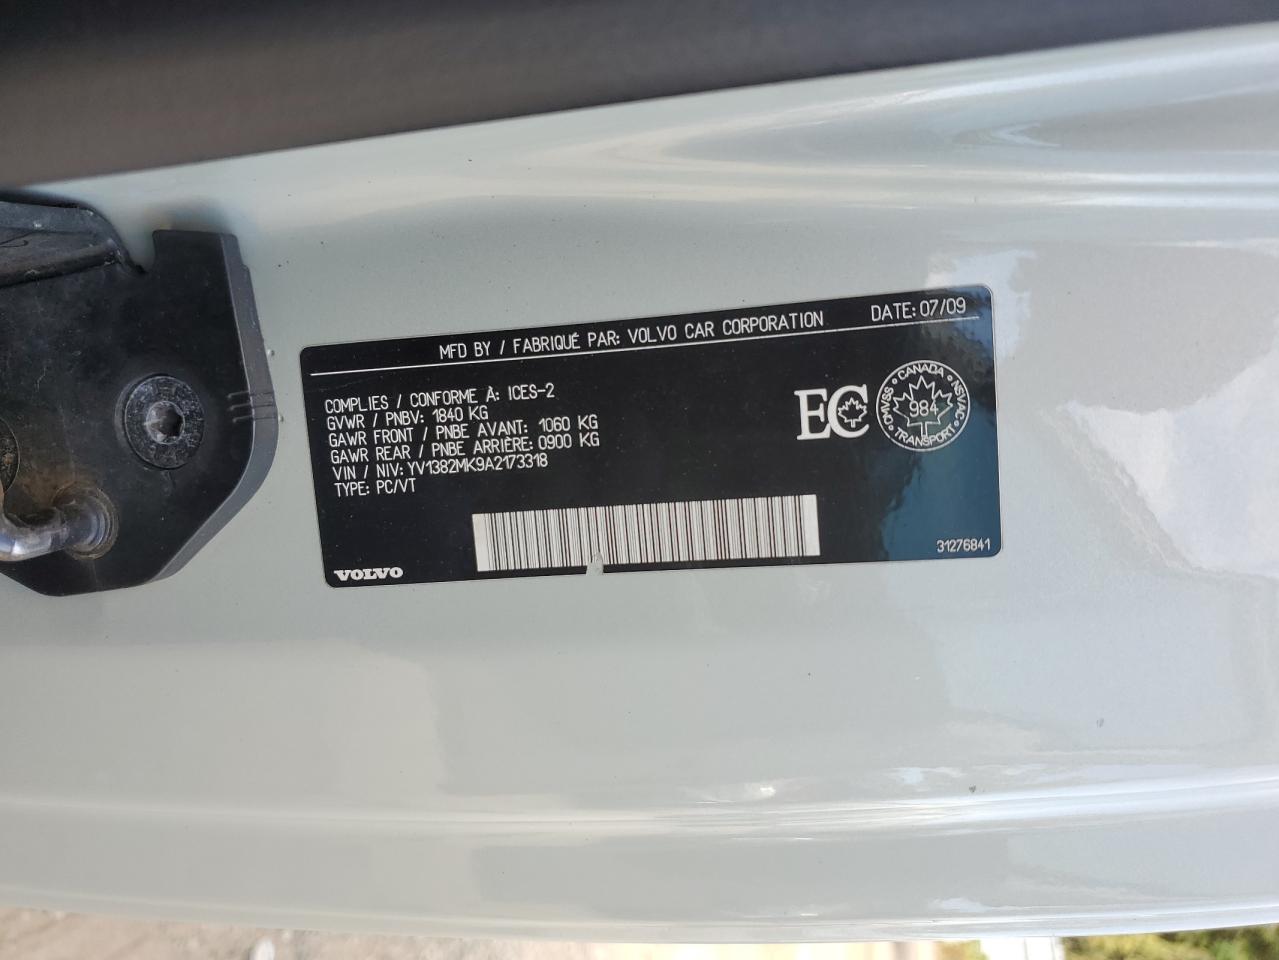 MFD BY / FABRIQUÉ PAR: VOLVO CAR CORPORATION DATE: 07/09
COMPLIES / CONFORME À: ICES-2
GVWR / PNBV: 1840 KG
GAWR FRONT / PNBE AVANT: 1060 KG
GAWR REAR / PNBE ARRIÈRE: 0900 KG
VIN / NIV: YV1382MK9A2173318
TYPE: PC/VT
EC
CANADA
CMVSS NSVAC
984
TRANSPORT
VOLVO
31276841